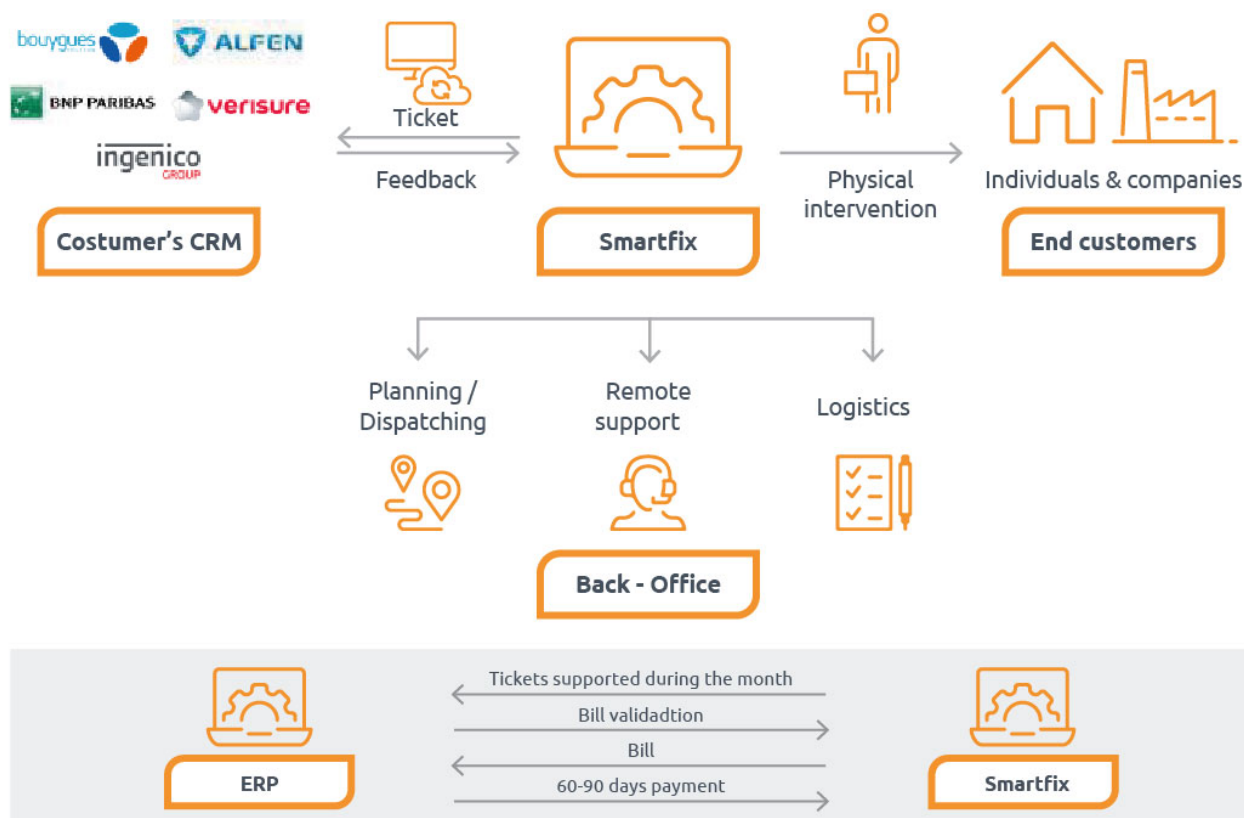 bouygues
ALFEN
BNP PARIBAS
verisure
ingenico
GROUP
Ticket
Feedback
Physical
intervention
Individuals & companies
Costumer's CRM
Smartfix
End customers
Planning /
Dispatching
Remote
support
Logistics
Back - Office
Tickets supported during the month
Bill validadtion
Bill
60-90 days payment
ERP
Smartfix